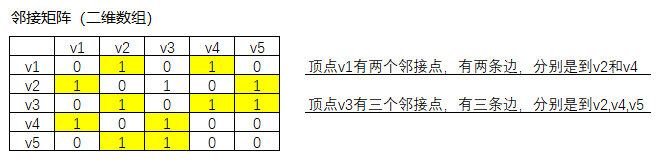 邻接矩阵（二维数组）
v1 v2 v3 v4 v5
v1 0 1 0 1 0
v2 1 0 1 0 1
v3 0 1 0 1 1
v4 1 0 1 0 0
v5 0 1 1 0 0
顶点v1有两个邻接点，有两条边，分别是到v2和v4
顶点v3有三个邻接点，有三条边，分别是到v2,v4,v5